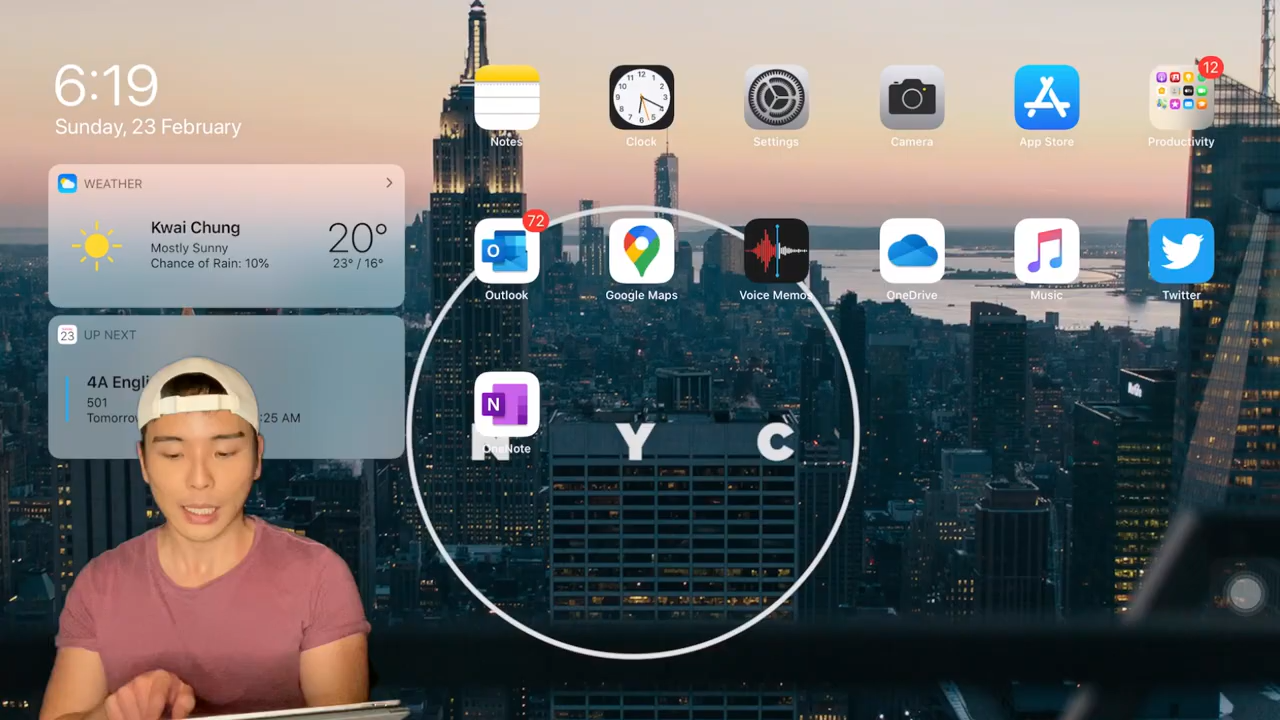 6:19
Sunday, 23 February
WEATHER
Kwai Chung
Mostly Sunny
Chance of Rain: 10%
20°
23° / 16°
23
UP NEXT
4A Engli
501
Tomorro
:25 AM
Notes
Clock
Settings
Camera
App Store
12
Productivity
72
Outlook
Google Maps
Voice Memos
OneDrive
Music
Twitter
N
OneNote
N Y C